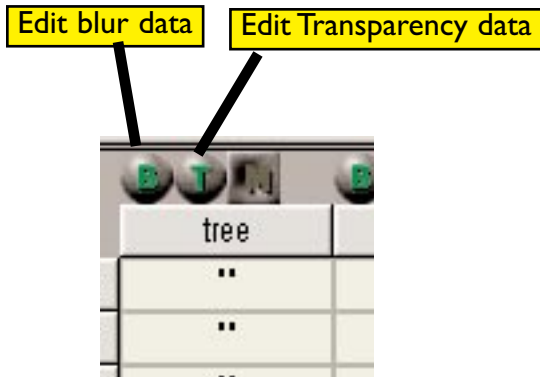 Edit blur data
Edit Transparency data
B T N B
tree
"
"